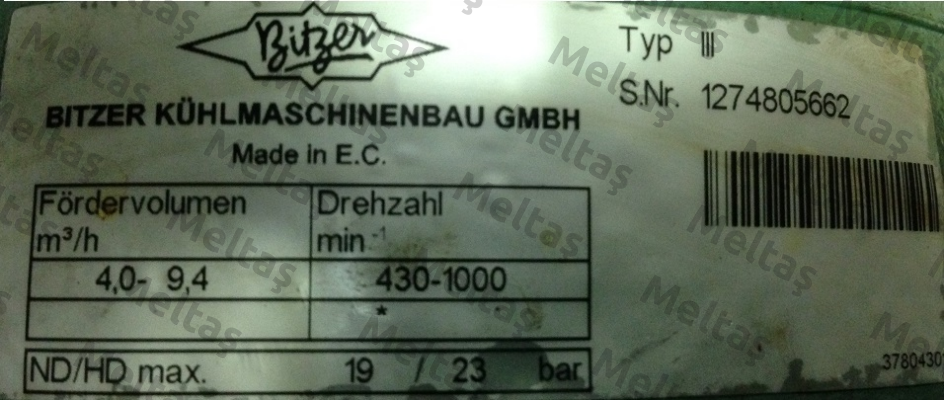 Bitzer
BITZER KÜHLMASCHINENBAU GMBH
Made in E.C.
Typ III
S.Nr. 1274805662
Fördervolumen m³/h
Drehzahl min -1
4,0- 9,4
430-1000
*
ND/HD max. 19 / 23 bar
Meltaş